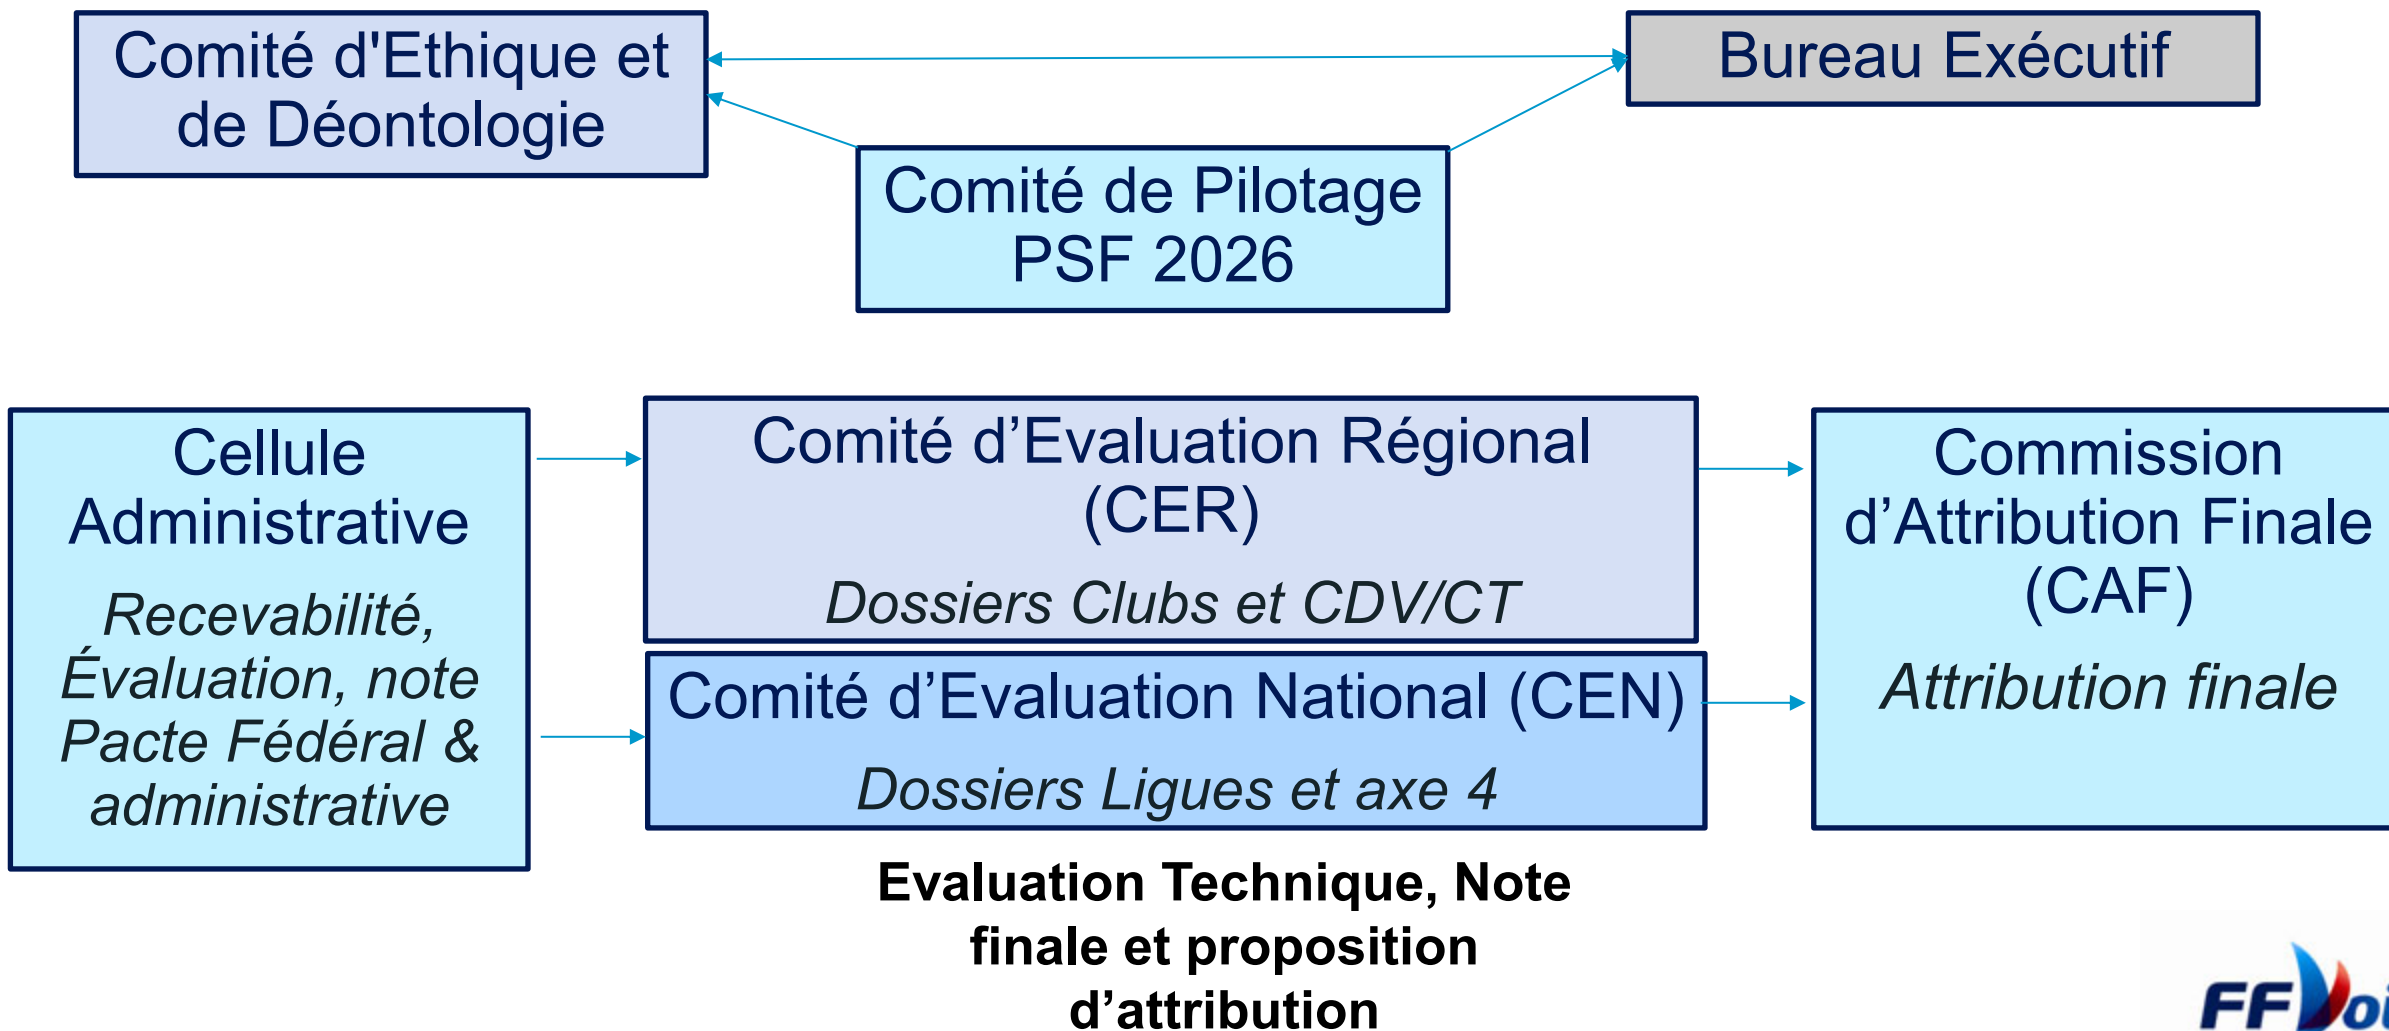 Comité d'Ethique et
de Déontologie
Bureau Exécutif
Comité de Pilotage
PSF 2026
Cellule
Administrative
Recevabilité,
Évaluation, note
Pacte Fédéral &
administrative
Comité d’Evaluation Régional
(CER)
Dossiers Clubs et CDV/CT
Comité d’Evaluation National (CEN)
Dossiers Ligues et axe 4
Commission
d’Attribution Finale
(CAF)
Attribution finale
Evaluation Technique, Note
finale et proposition
d’attribution
FFVoi